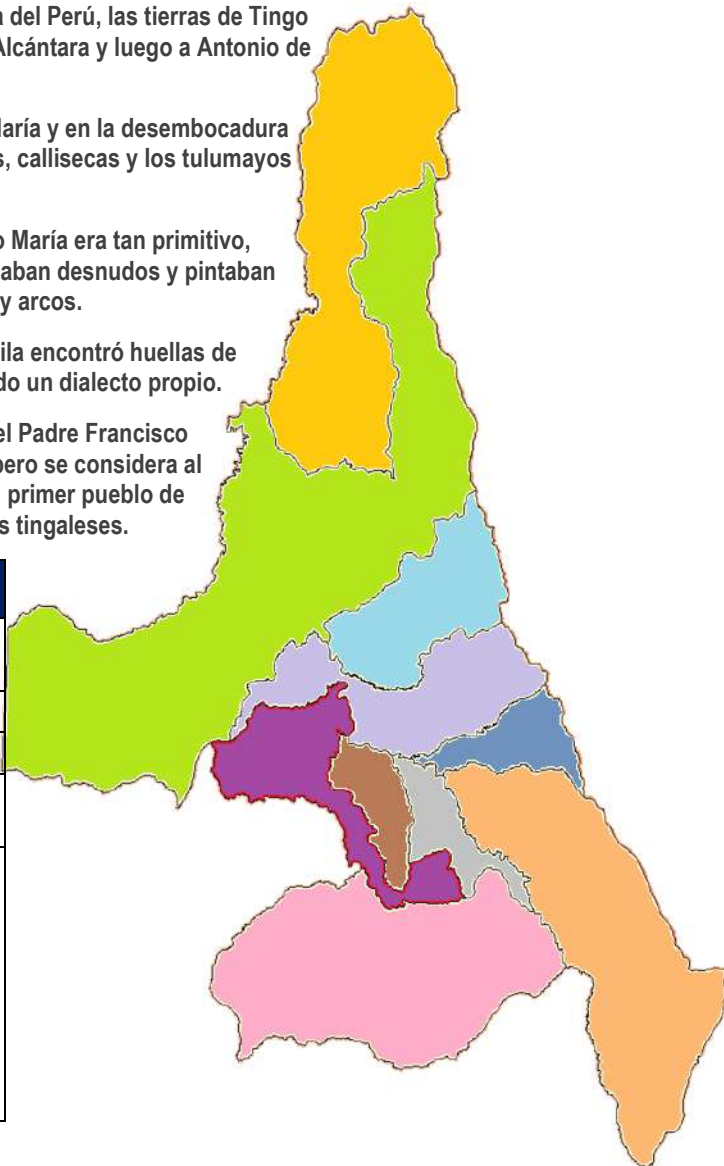 a del Perú, las tierras de Tingo
Alcántara y luego a Antonio de
María y en la desembocadura
s, callisecas y los tulumayos
o María era tan primitivo,
aban desnudos y pintaban
y arcos.
ila encontró huellas de
do un dialecto propio.
el Padre Francisco
pero se considera al
primer pueblo de
s tingaleses.